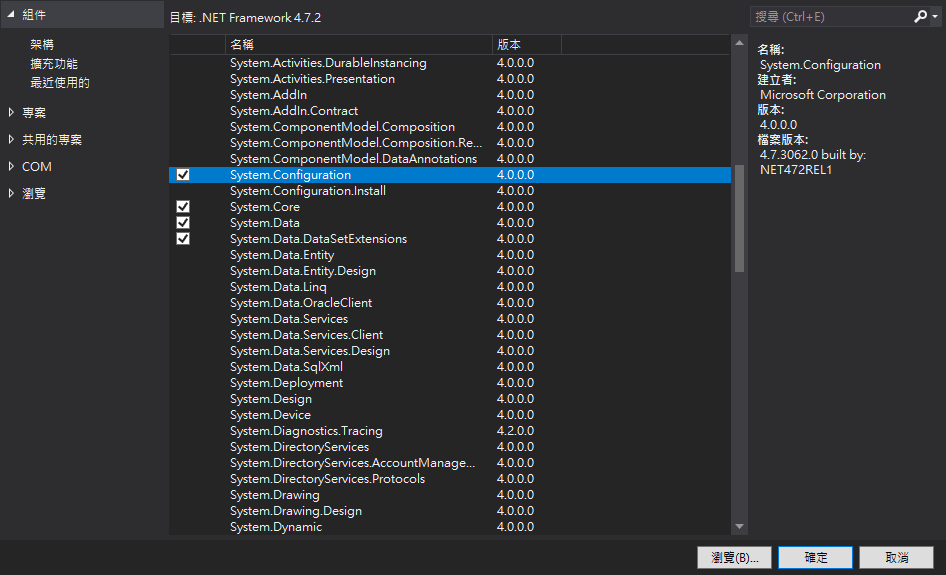 組件
架構
擴充功能
最近使用的
專案
共用的專案
COM
瀏覽
目標: .NET Framework 4.7.2
搜尋 (Ctrl+E)
名稱 版本
System.Activities.DurableInstancing 4.0.0.0
System.Activities.Presentation 4.0.0.0
System.AddIn 4.0.0.0
System.AddIn.Contract 4.0.0.0
System.ComponentModel.Composition 4.0.0.0
System.ComponentModel.Composition.Re... 4.0.0.0
System.ComponentModel.DataAnnotations 4.0.0.0
System.Configuration 4.0.0.0
System.Configuration.Install 4.0.0.0
System.Core 4.0.0.0
System.Data 4.0.0.0
System.Data.DataSetExtensions 4.0.0.0
System.Data.Entity 4.0.0.0
System.Data.Entity.Design 4.0.0.0
System.Data.Linq 4.0.0.0
System.Data.OracleClient 4.0.0.0
System.Data.Services 4.0.0.0
System.Data.Services.Client 4.0.0.0
System.Data.Services.Design 4.0.0.0
System.Data.SqlXml 4.0.0.0
System.Deployment 4.0.0.0
System.Design 4.0.0.0
System.Device 4.0.0.0
System.Diagnostics.Tracing 4.2.0.0
System.DirectoryServices 4.0.0.0
System.DirectoryServices.AccountManage... 4.0.0.0
System.DirectoryServices.Protocols 4.0.0.0
System.Drawing 4.0.0.0
System.Drawing.Design 4.0.0.0
System.Dynamic 4.0.0.0
名稱:
System.Configuration
建立者:
Microsoft Corporation
版本:
4.0.0.0
檔案版本:
4.7.3062.0 built by:
NET472REL1
瀏覽(B)... 確定 取消